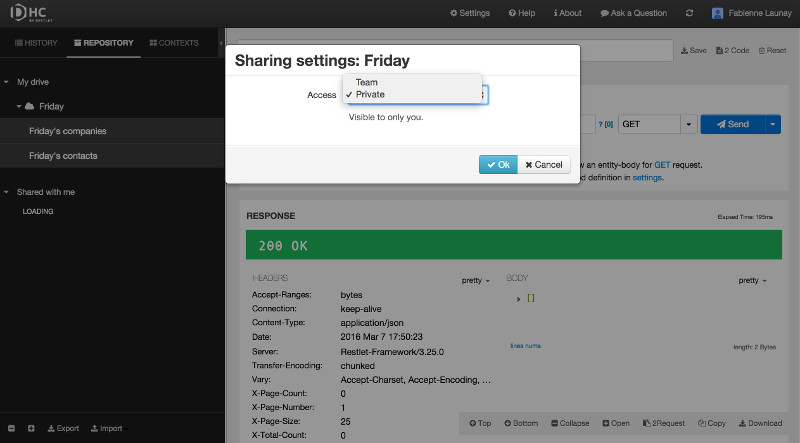 DHC
BY RESTLET
Settings
Help
About
Ask a Question
Fabienne Launay
HISTORY
REPOSITORY
CONTEXTS
Save
2 Code
Reset
My drive
Friday
Friday's companies
Friday's contacts
Shared with me
LOADING
Sharing settings: Friday
Access
Team
✓ Private
Visible to only you.
Ok
Cancel
? [0]
GET
Send
w an entity-body for GET request.
d definition in settings.
RESPONSE
Elapsed Time: 195ms
200 OK
HEADERS
pretty
BODY
pretty
Accept-Ranges: bytes
Connection: keep-alive
Content-Type: application/json
Date: 2016 Mar 7 17:50:23
Server: Restlet-Framework/3.25.0
Transfer-Encoding: chunked
Vary: Accept-Charset, Accept-Encoding, ...
X-Page-Count: 0
X-Page-Number: 1
X-Page-Size: 25
X-Total-Count: 0
[]
lines nums
length: 2 Bytes
Top
Bottom
Collapse
Open
2Request
Copy
Download
Export
Import